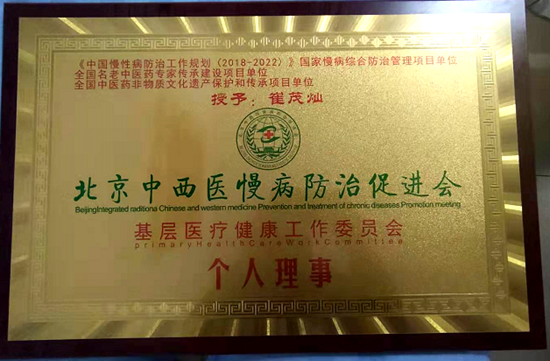 《中国慢性病防治工作规划（2018-2022）》国家慢病综合防治管理项目单位
全国名老中医药专家传承建设项目单位
全国中医药非物质文化遗产保护和传承项目单位
授予：崔茂灿
北京中西医慢病防治促进会
BeijingIntegrated raditiona Chinese and western medicine Prevention and treatment of chronic diseases Promotion meeting
基层医疗健康工作委员会
primaryHealthCareWorkCommittee
个人理事